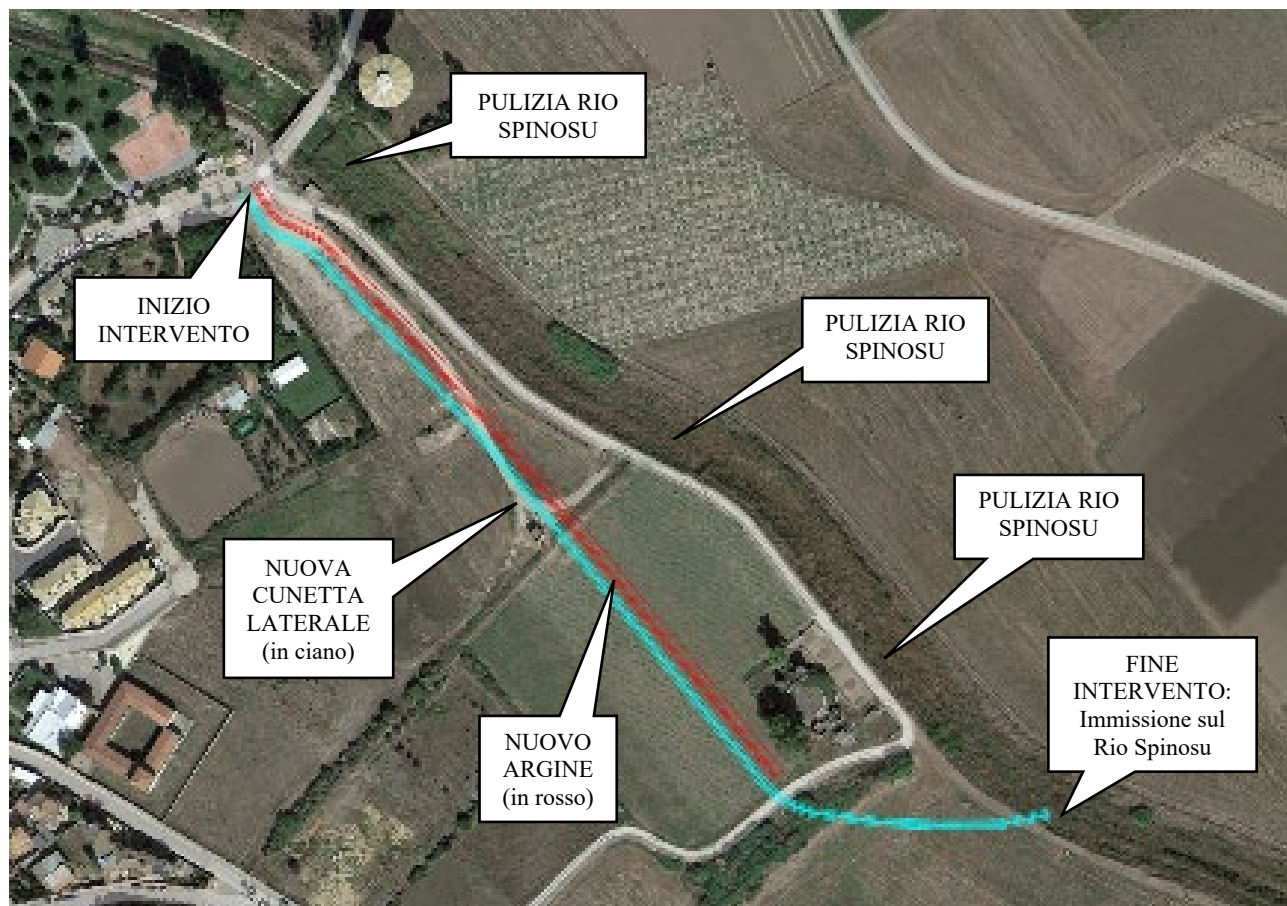 PULIZIA RIO
SPINOSU
INIZIO
INTERVENTO
PULIZIA RIO
SPINOSU
PULIZIA RIO
SPINOSU
NUOVA
CUNETTA
LATERALE
(in ciano)
FINE
INTERVENTO:
Immissione sul
Rio Spinosu
NUOVO
ARGINE
(in rosso)